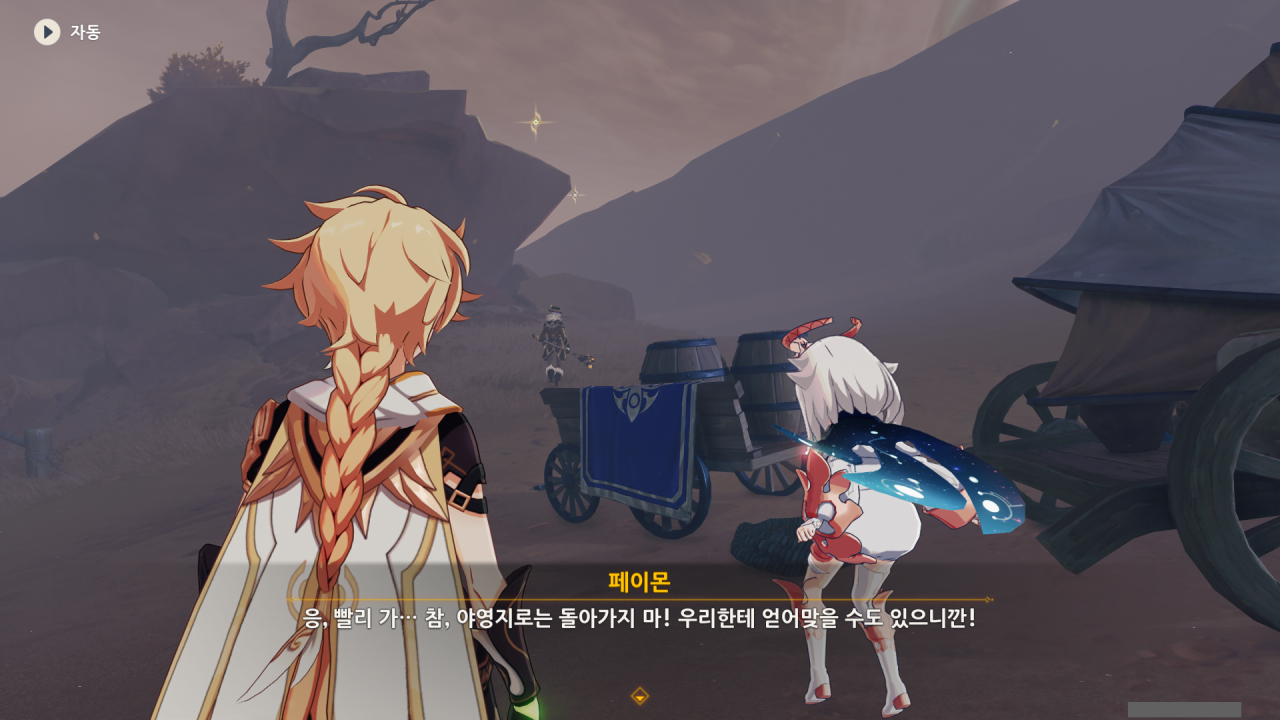 자동
페이몬
응, 빨리 가… 참, 야영지로는 돌아가지 마! 우리한테 얻어맞을 수도 있으니깐!